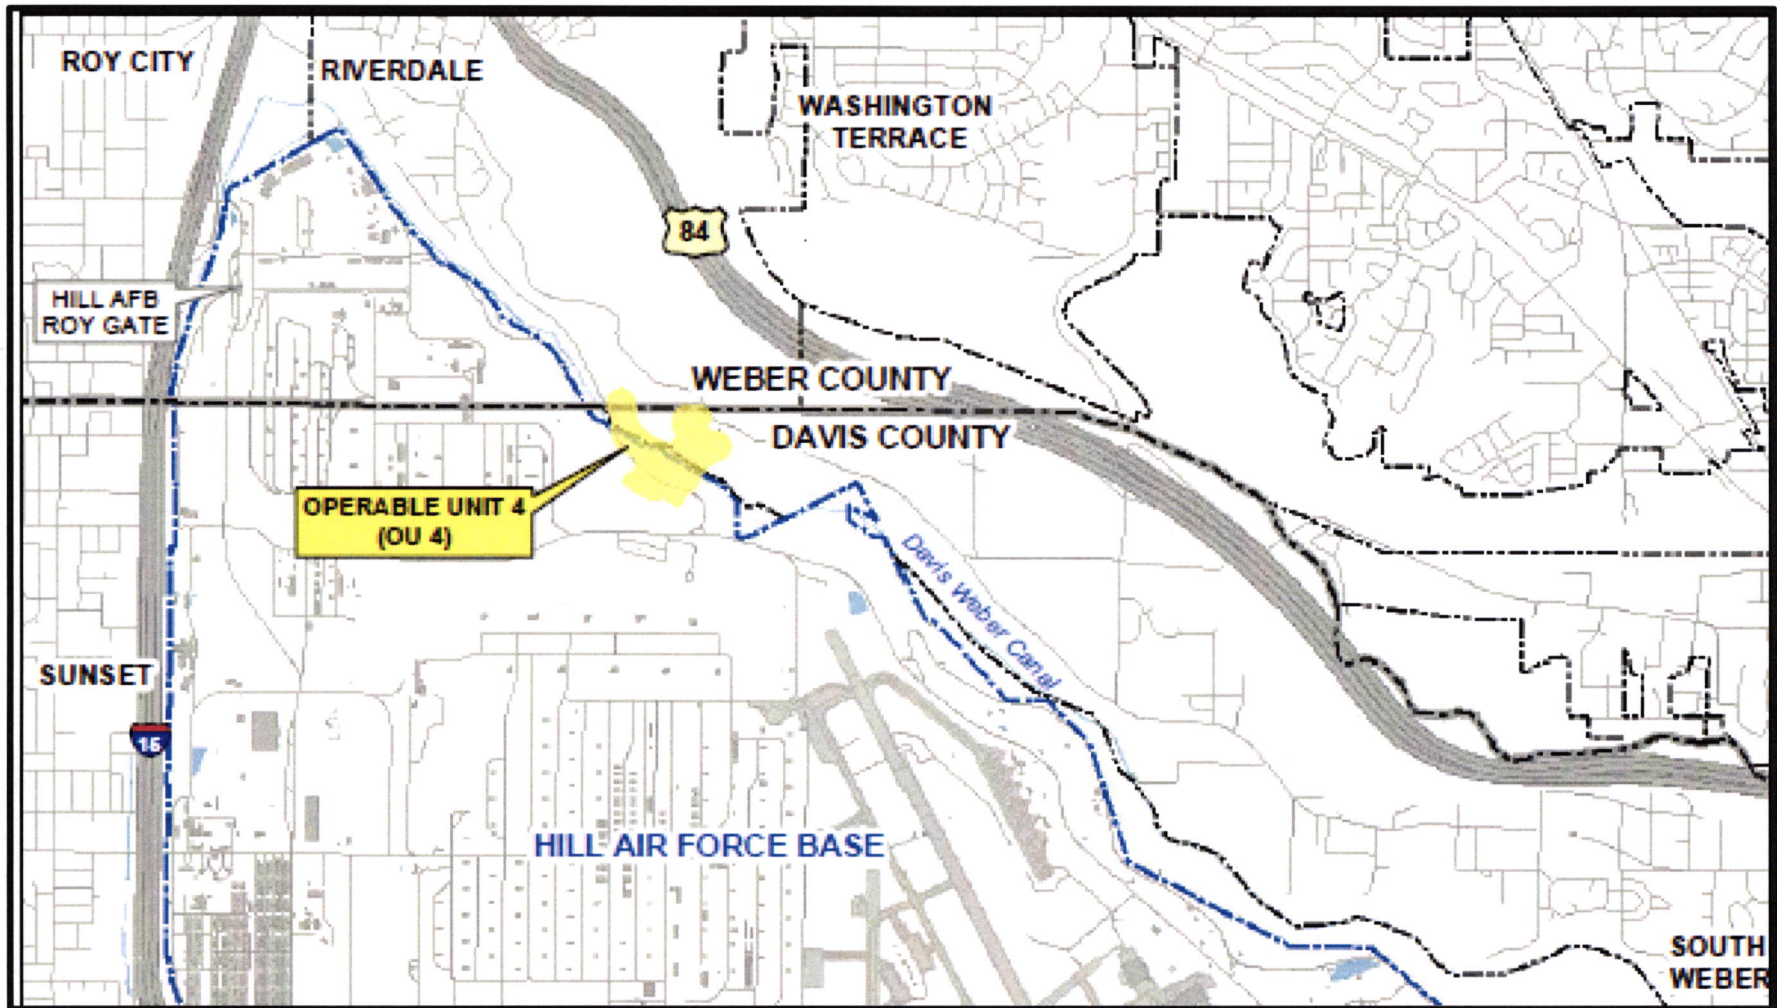 ROY CITY
RIVERDALE
WASHINGTON
TERRACE
84
HILL AFB
ROY GATE
WEBER COUNTY
DAVIS COUNTY
OPERABLE UNIT 4
(OU 4)
Davis Weber Canal
SUNSET
15
HILL AIR FORCE BASE
SOUTH
WEBER